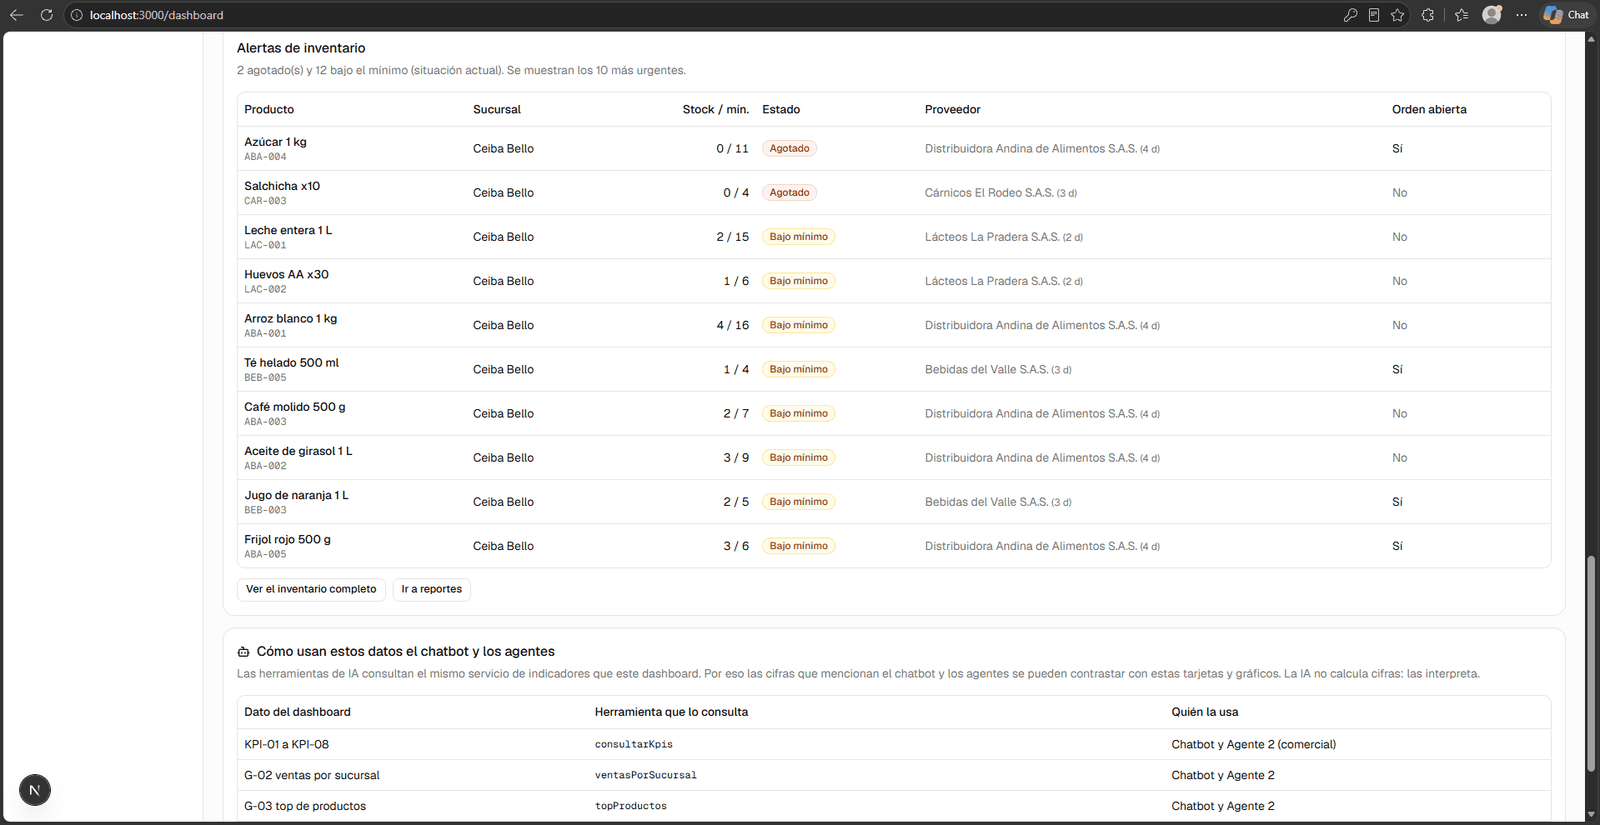 localhost:3000/dashboard
Chat
Alertas de inventario
2 agotado(s) y 12 bajo el mínimo (situación actual). Se muestran los 10 más urgentes.
Producto Sucursal Stock / mín. Estado Proveedor Orden abierta
Azúcar 1 kg
ABA-004
Ceiba Bello 0 / 11 Agotado Distribuidora Andina de Alimentos S.A.S. (4 d) Sí
Salchicha x10
CAR-003
Ceiba Bello 0 / 4 Agotado Cárnicos El Rodeo S.A.S. (3 d) No
Leche entera 1 L
LAC-001
Ceiba Bello 2 / 15 Bajo mínimo Lácteos La Pradera S.A.S. (2 d) No
Huevos AA x30
LAC-002
Ceiba Bello 1 / 6 Bajo mínimo Lácteos La Pradera S.A.S. (2 d) No
Arroz blanco 1 kg
ABA-001
Ceiba Bello 4 / 16 Bajo mínimo Distribuidora Andina de Alimentos S.A.S. (4 d) No
Té helado 500 ml
BEB-005
Ceiba Bello 1 / 4 Bajo mínimo Bebidas del Valle S.A.S. (3 d) Sí
Café molido 500 g
ABA-003
Ceiba Bello 2 / 7 Bajo mínimo Distribuidora Andina de Alimentos S.A.S. (4 d) No
Aceite de girasol 1 L
ABA-002
Ceiba Bello 3 / 9 Bajo mínimo Distribuidora Andina de Alimentos S.A.S. (4 d) No
Jugo de naranja 1 L
BEB-003
Ceiba Bello 2 / 5 Bajo mínimo Bebidas del Valle S.A.S. (3 d) Sí
Frijol rojo 500 g
ABA-005
Ceiba Bello 3 / 6 Bajo mínimo Distribuidora Andina de Alimentos S.A.S. (4 d) Sí
Ver el inventario completo Ir a reportes
Cómo usan estos datos el chatbot y los agentes
Las herramientas de IA consultan el mismo servicio de indicadores que este dashboard. Por eso las cifras que mencionan el chatbot y los agentes se pueden contrastar con estas tarjetas y gráficos. La IA no calcula cifras: las interpreta.
Dato del dashboard Herramienta que lo consulta Quién la usa
KPI-01 a KPI-08 consultarKpis Chatbot y Agente 2 (comercial)
G-02 ventas por sucursal ventasPorSucursal Chatbot y Agente 2
G-03 top de productos topProductos Chatbot y Agente 2
N